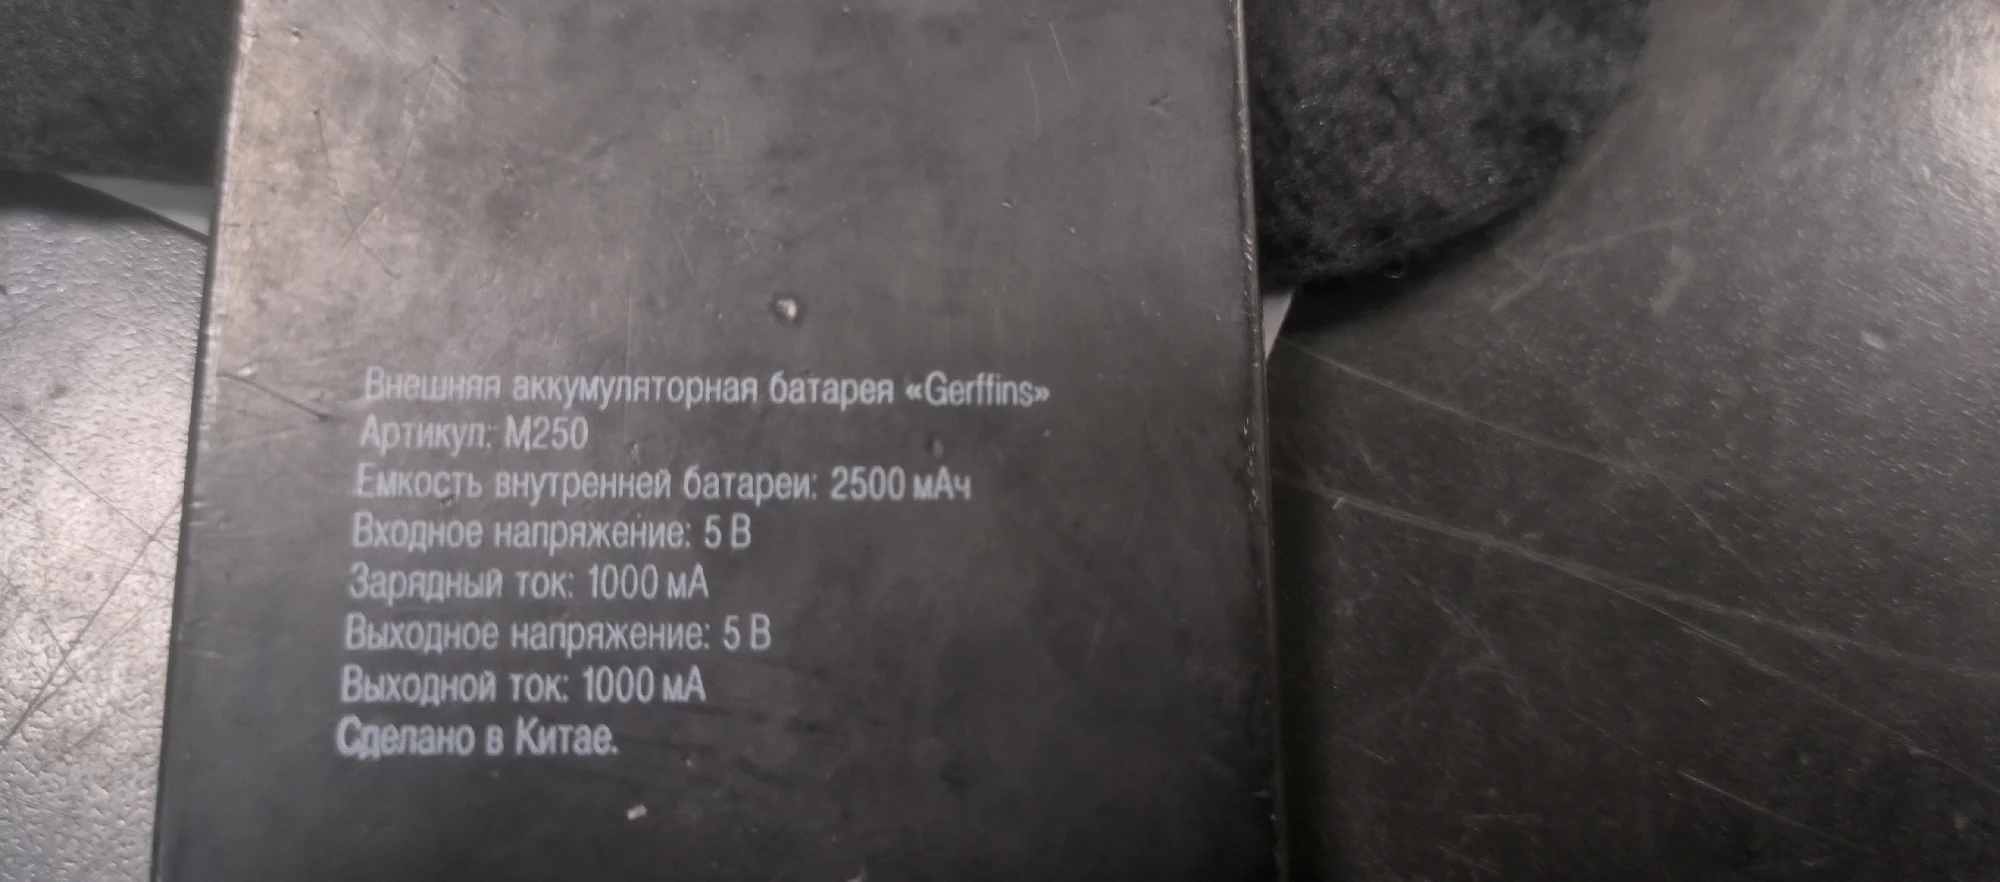 Внешняя аккумуляторная батарея «Gerffins»
Артикул: М250
Емкость внутренней батареи: 2500 мАч
Входное напряжение: 5 В
Зарядный ток: 1000 мА
Выходное напряжение: 5 В
Выходной ток: 1000 мА
Сделано в Китае.